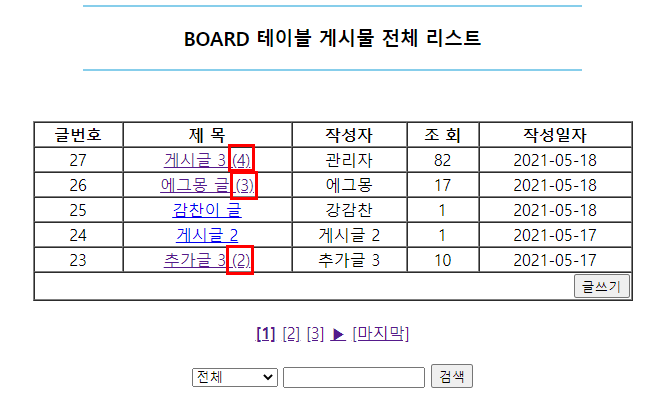 BOARD 테이블 게시물 전체 리스트
글번호 제 목 작성자 조 회 작성일자
27 게시글 3 (4) 관리자 82 2021-05-18
26 에그몽 글 (3) 에그몽 17 2021-05-18
25 감찬이 글 강감찬 1 2021-05-18
24 게시글 2 게시글 2 1 2021-05-17
23 추가글 3 (2) 추가글 3 10 2021-05-17
글쓰기
[1] [2] [3] ▶ [마지막]
전체 검색